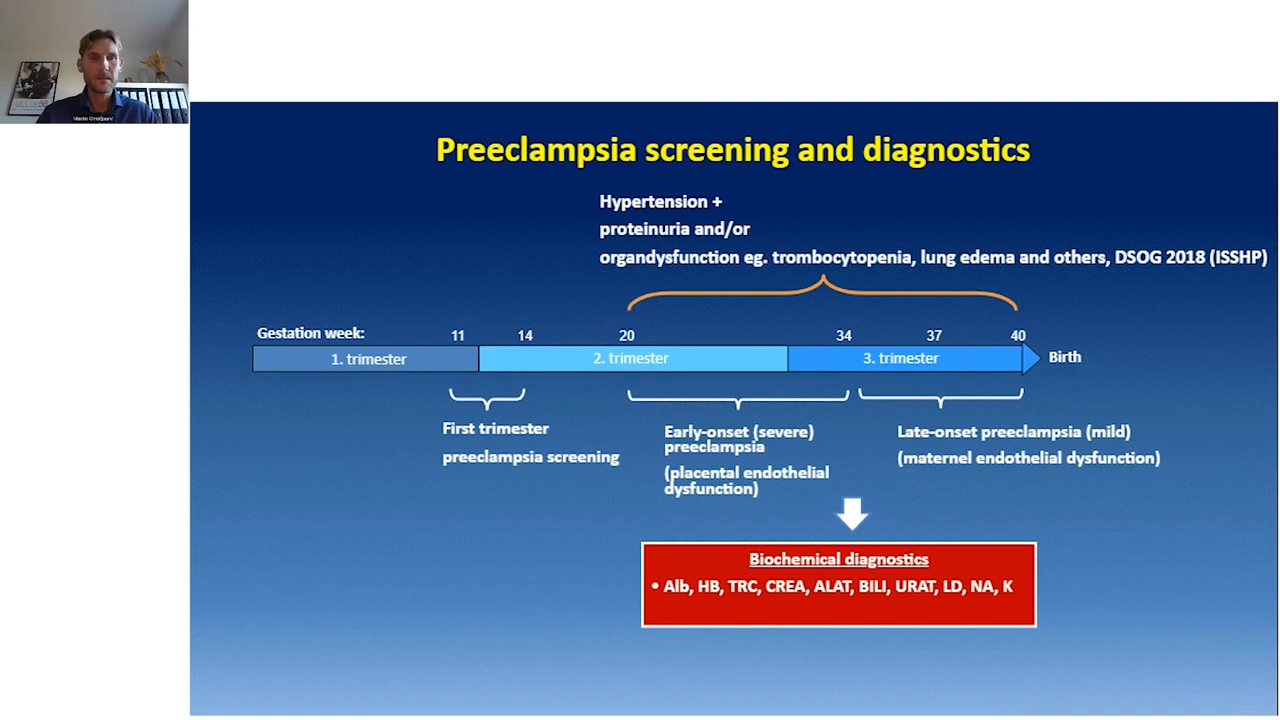 Preeclampsia screening and diagnostics
Hypertension +
proteinuria and/or
organdysfunction eg. trombocytopenia, lung edema and others, DSOG 2018 (ISSHP)
Gestation week: 11 14 20 34 37 40
1. trimester 2. trimester 3. trimester Birth
First trimester
preeclampsia screening
Early-onset (severe)
preeclampsia
(placental endothelial
dysfunction)
Late-onset preeclampsia (mild)
(maternel endothelial dysfunction)
Biochemical diagnostics
• Alb, HB, TRC, CREA, ALAT, BILI, URAT, LD, NA, K